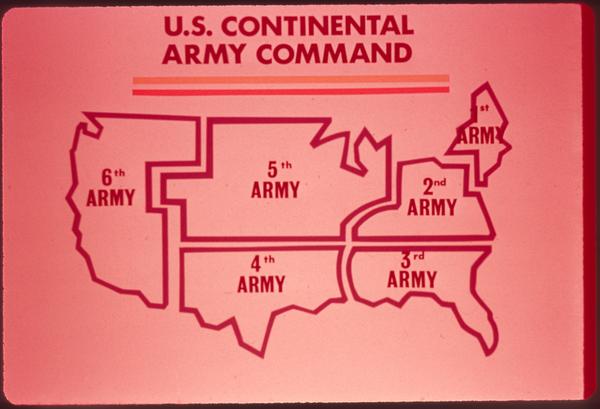 U.S. CONTINENTAL
ARMY COMMAND
1st
ARMY
6th
ARMY
5th
ARMY
2nd
ARMY
4th
ARMY
3rd
ARMY